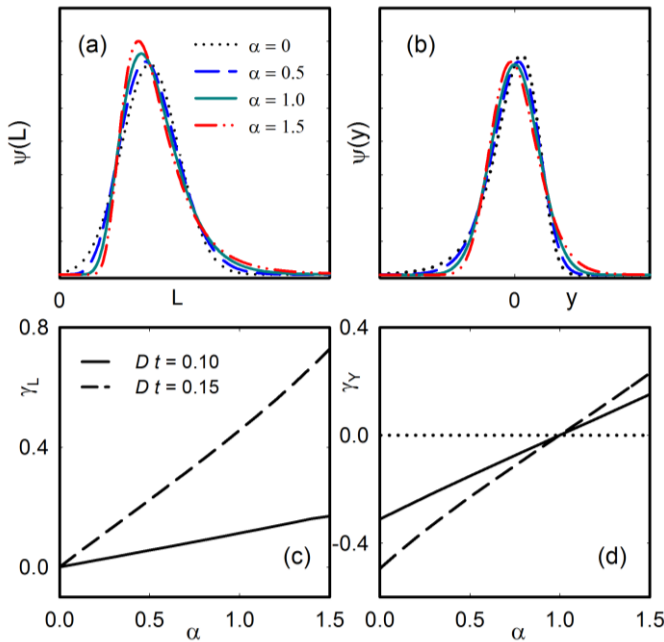 (a)
α = 0
α = 0.5
α = 1.0
α = 1.5
ψ(L)
0 L
(b)
ψ(y)
0 y
0.8
0.4
0.0
γL
D t = 0.10
D t = 0.15
(c)
0.0 0.5 1.0 1.5
α
0.4
0.0
-0.4
γY
(d)
0.0 0.5 1.0 1.5
α